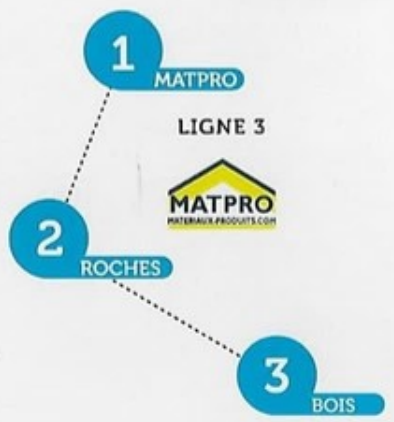 1
MATPRO
LIGNE 3
MATPRO
MATERIAUX-PRODUITS.COM
2
ROCHES
3
BOIS